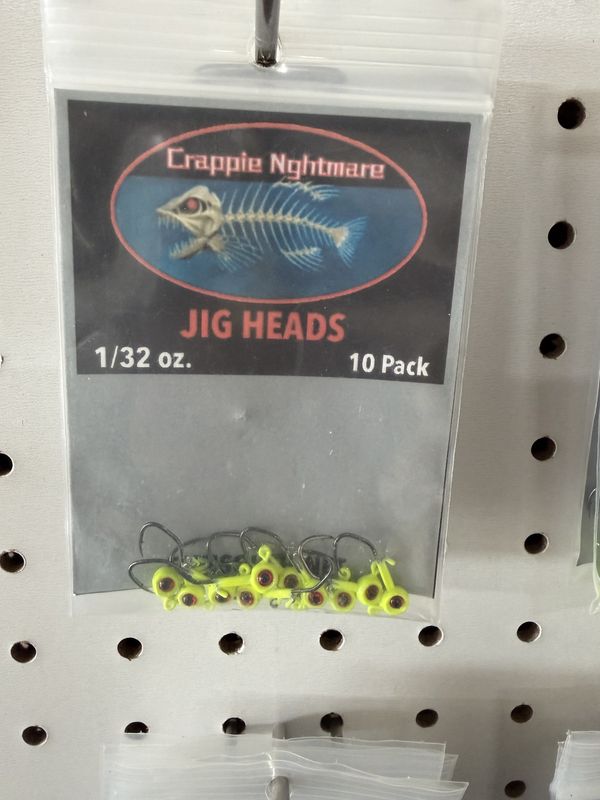 Crappie Nghtmare
JIG HEADS
1/32 oz.
10 Pack